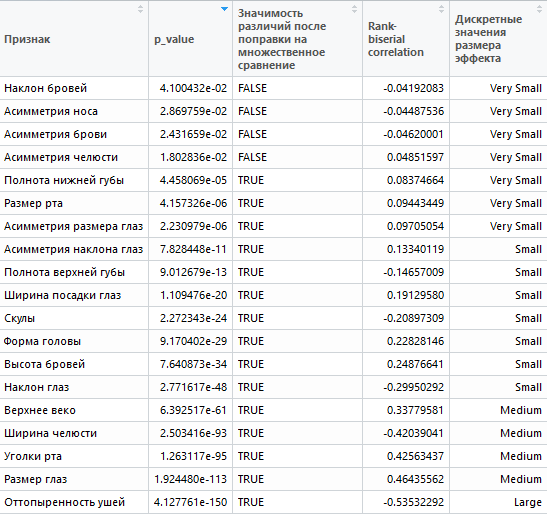 Признак p_value Значимость различий после поправки на множественное сравнение Rank-biserial correlation Дискретные значения размера эффекта
Наклон бровей 4.100432e-02 FALSE -0.04192083 Very Small
Асимметрия носа 2.869759e-02 FALSE -0.04487536 Very Small
Асимметрия брови 2.431659e-02 FALSE -0.04620001 Very Small
Асимметрия челюсти 1.802836e-02 FALSE 0.04851597 Very Small
Полнота нижней губы 4.458069e-05 TRUE 0.08374664 Very Small
Размер рта 4.157326e-06 TRUE 0.09443449 Very Small
Асимметрия размера глаз 2.230979e-06 TRUE 0.09705054 Very Small
Асимметрия наклона глаз 7.828448e-11 TRUE 0.13340119 Small
Полнота верхней губы 9.012679e-13 TRUE -0.14657009 Small
Ширина посадки глаз 1.109476e-20 TRUE 0.19129580 Small
Скулы 2.272343e-24 TRUE -0.20897309 Small
Форма головы 9.170402e-29 TRUE 0.22828146 Small
Высота бровей 7.640873e-34 TRUE 0.24876641 Small
Наклон глаз 2.771617e-48 TRUE -0.29950292 Small
Верхнее веко 6.392517e-61 TRUE 0.33779581 Medium
Ширина челюсти 2.503416e-93 TRUE -0.42039041 Medium
Уголки рта 1.263117e-95 TRUE 0.42563437 Medium
Размер глаз 1.924480e-113 TRUE 0.46435562 Medium
Оттопыренность ушей 4.127761e-150 TRUE -0.53532292 Large